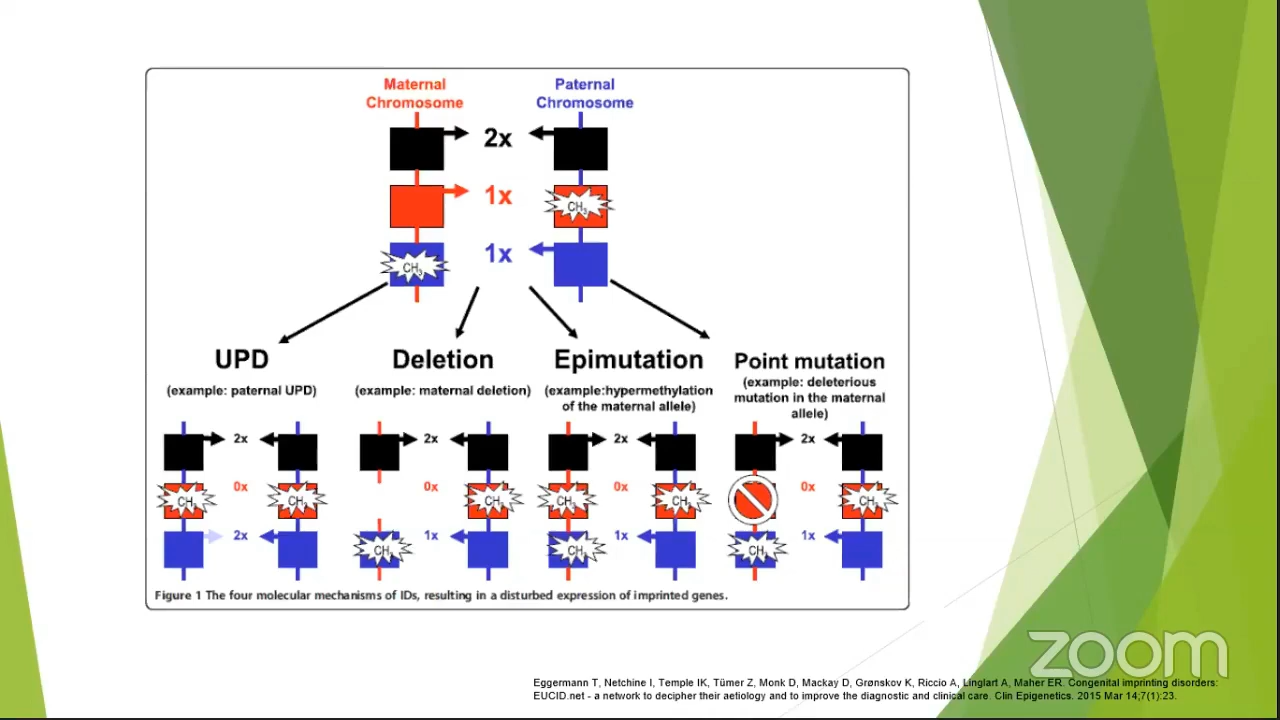 Maternal
Chromosome
Paternal
Chromosome
2x
1x
CH₃
1x
CH₃
UPD
(example: paternal UPD)
Deletion
(example: maternal deletion)
Epimutation
(example:hypermethylation
of the maternal allele)
Point mutation
(example: deleterious
mutation in the maternal
allele)
2x
2x
2x
2x
CH₃
0x
CH₃
0x
CH₃
CH₃
0x
CH₃
0x
CH₃
2x
CH₃
1x
CH₃
1x
CH₃
1x
Figure 1 The four molecular mechanisms of IDs, resulting in a disturbed expression of imprinted genes.
zoom
Eggermann T, Netchine I, Temple IK, Tümer Z, Monk D, Mackay D, Grønskov K, Riccio A, Linglart A, Maher ER. Congenital imprinting disorders:
EUCID.net - a network to decipher their aetiology and to improve the diagnostic and clinical care. Clin Epigenetics. 2015 Mar 14;7(1):23.